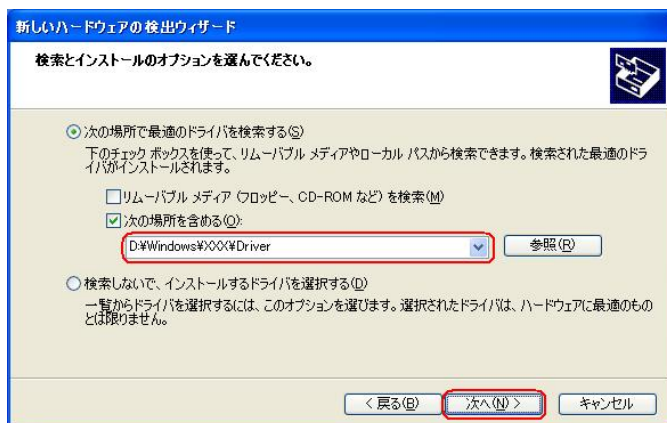 新しいハードウェアの検出ウィザード
検索とインストールのオプションを選んでください。
次の場所で最適のドライバを検索する(S)
下のチェック ボックスを使って、リムーバブル メディアやローカル パスから検索できます。検索された最適のドラ
イバがインストールされます。
リムーバブル メディア (フロッピー、CD-ROM など) を検索(M)
次の場所を含める(O):
D:¥Windows¥XXX¥Driver
参照(R)
検索しないで、インストールするドライバを選択する(D)
一覧からドライバを選択するには、このオプションを選びます。選択されたドライバは、ハードウェアに最適のもの
とは限りません。
< 戻る(B) 次へ(N) > キャンセル